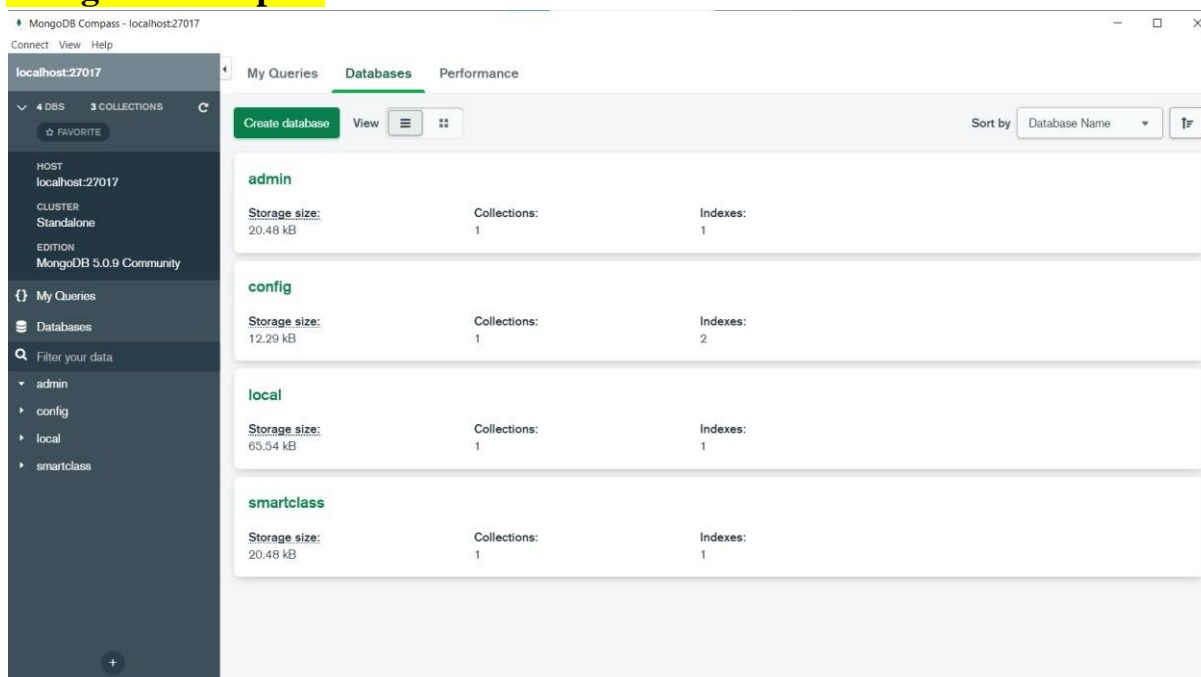 MongoDB Compass - localhost:27017
Connect View Help
localhost:27017
My Queries Databases Performance
4 DBS 3 COLLECTIONS
FAVORITE
Create database View
Sort by Database Name
HOST
localhost:27017
CLUSTER
Standalone
EDITION
MongoDB 5.0.9 Community
{} My Queries
Databases
Filter your data
admin
config
local
smartclass
admin
Storage size: Collections: Indexes:
20.48 kB 1 1
config
Storage size: Collections: Indexes:
12.29 kB 1 2
local
Storage size: Collections: Indexes:
65.54 kB 1 1
smartclass
Storage size: Collections: Indexes:
20.48 kB 1 1